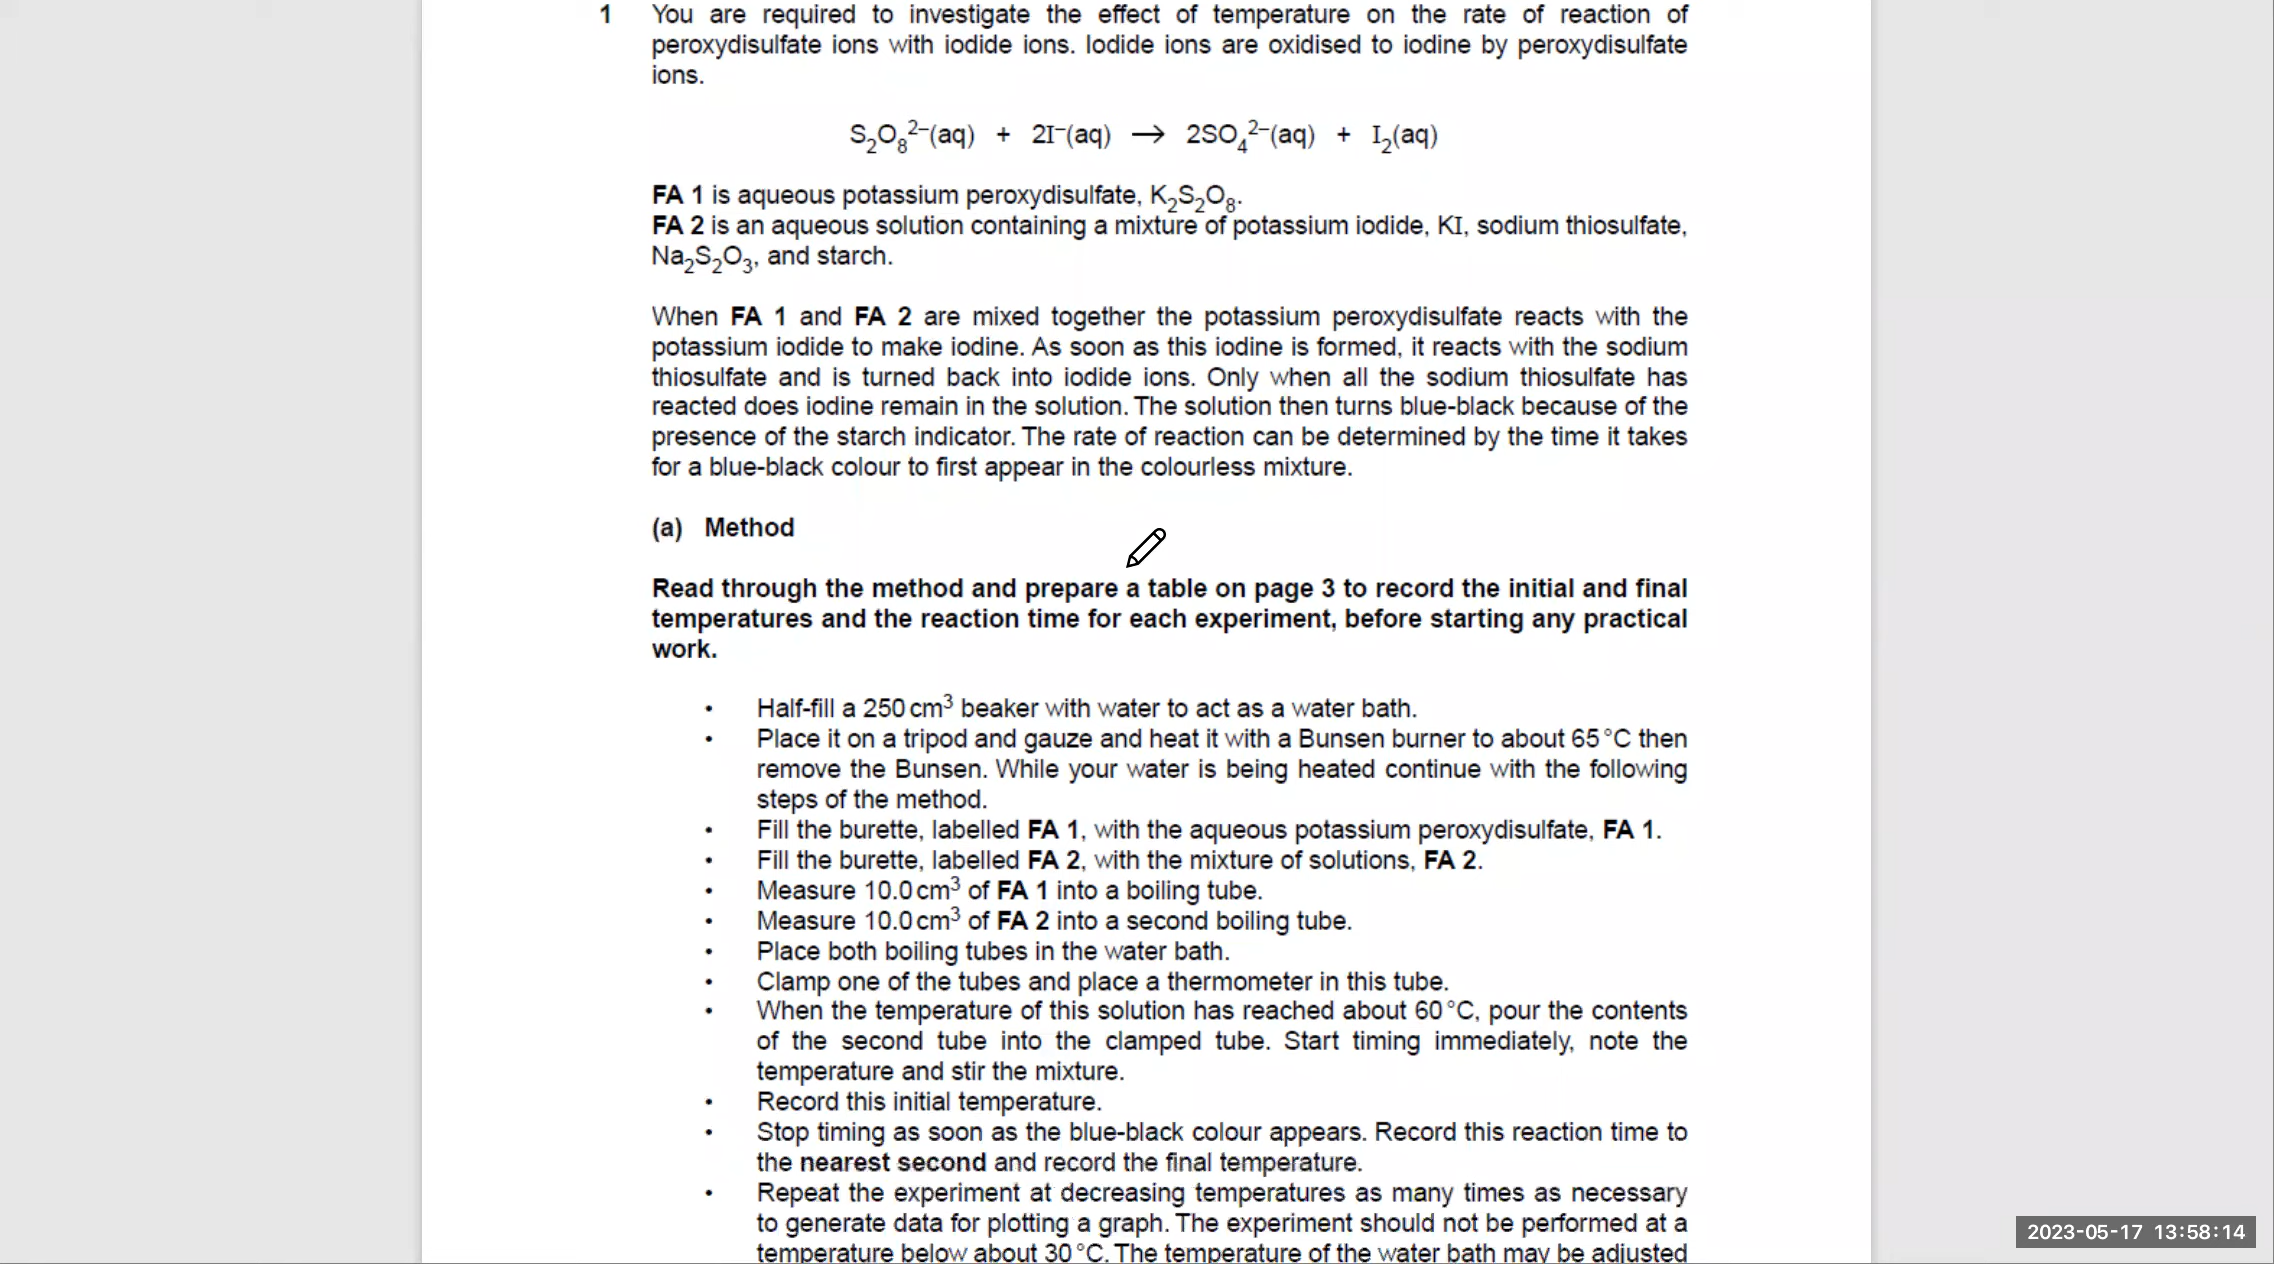 1 You are required to investigate the effect of temperature on the rate of reaction of
peroxydisulfate ions with iodide ions. Iodide ions are oxidised to iodine by peroxydisulfate
ions.
S₂O₈²⁻(aq) + 2I⁻(aq) → 2SO₄²⁻(aq) + I₂(aq)
FA 1 is aqueous potassium peroxydisulfate, K₂S₂O₈.
FA 2 is an aqueous solution containing a mixture of potassium iodide, KI, sodium thiosulfate,
Na₂S₂O₃, and starch.
When FA 1 and FA 2 are mixed together the potassium peroxydisulfate reacts with the
potassium iodide to make iodine. As soon as this iodine is formed, it reacts with the sodium
thiosulfate and is turned back into iodide ions. Only when all the sodium thiosulfate has
reacted does iodine remain in the solution. The solution then turns blue-black because of the
presence of the starch indicator. The rate of reaction can be determined by the time it takes
for a blue-black colour to first appear in the colourless mixture.
(a) Method
Read through the method and prepare a table on page 3 to record the initial and final
temperatures and the reaction time for each experiment, before starting any practical
work.
• Half-fill a 250 cm³ beaker with water to act as a water bath.
• Place it on a tripod and gauze and heat it with a Bunsen burner to about 65 °C then
remove the Bunsen. While your water is being heated continue with the following
steps of the method.
• Fill the burette, labelled FA 1, with the aqueous potassium peroxydisulfate, FA 1.
• Fill the burette, labelled FA 2, with the mixture of solutions, FA 2.
• Measure 10.0 cm³ of FA 1 into a boiling tube.
• Measure 10.0 cm³ of FA 2 into a second boiling tube.
• Place both boiling tubes in the water bath.
• Clamp one of the tubes and place a thermometer in this tube.
• When the temperature of this solution has reached about 60 °C, pour the contents
of the second tube into the clamped tube. Start timing immediately, note the
temperature and stir the mixture.
• Record this initial temperature.
• Stop timing as soon as the blue-black colour appears. Record this reaction time to
the nearest second and record the final temperature.
• Repeat the experiment at decreasing temperatures as many times as necessary
to generate data for plotting a graph. The experiment should not be performed at a
temperature below about 30 °C. The temperature of the water bath may be adjusted
2023-05-17 13:58:14